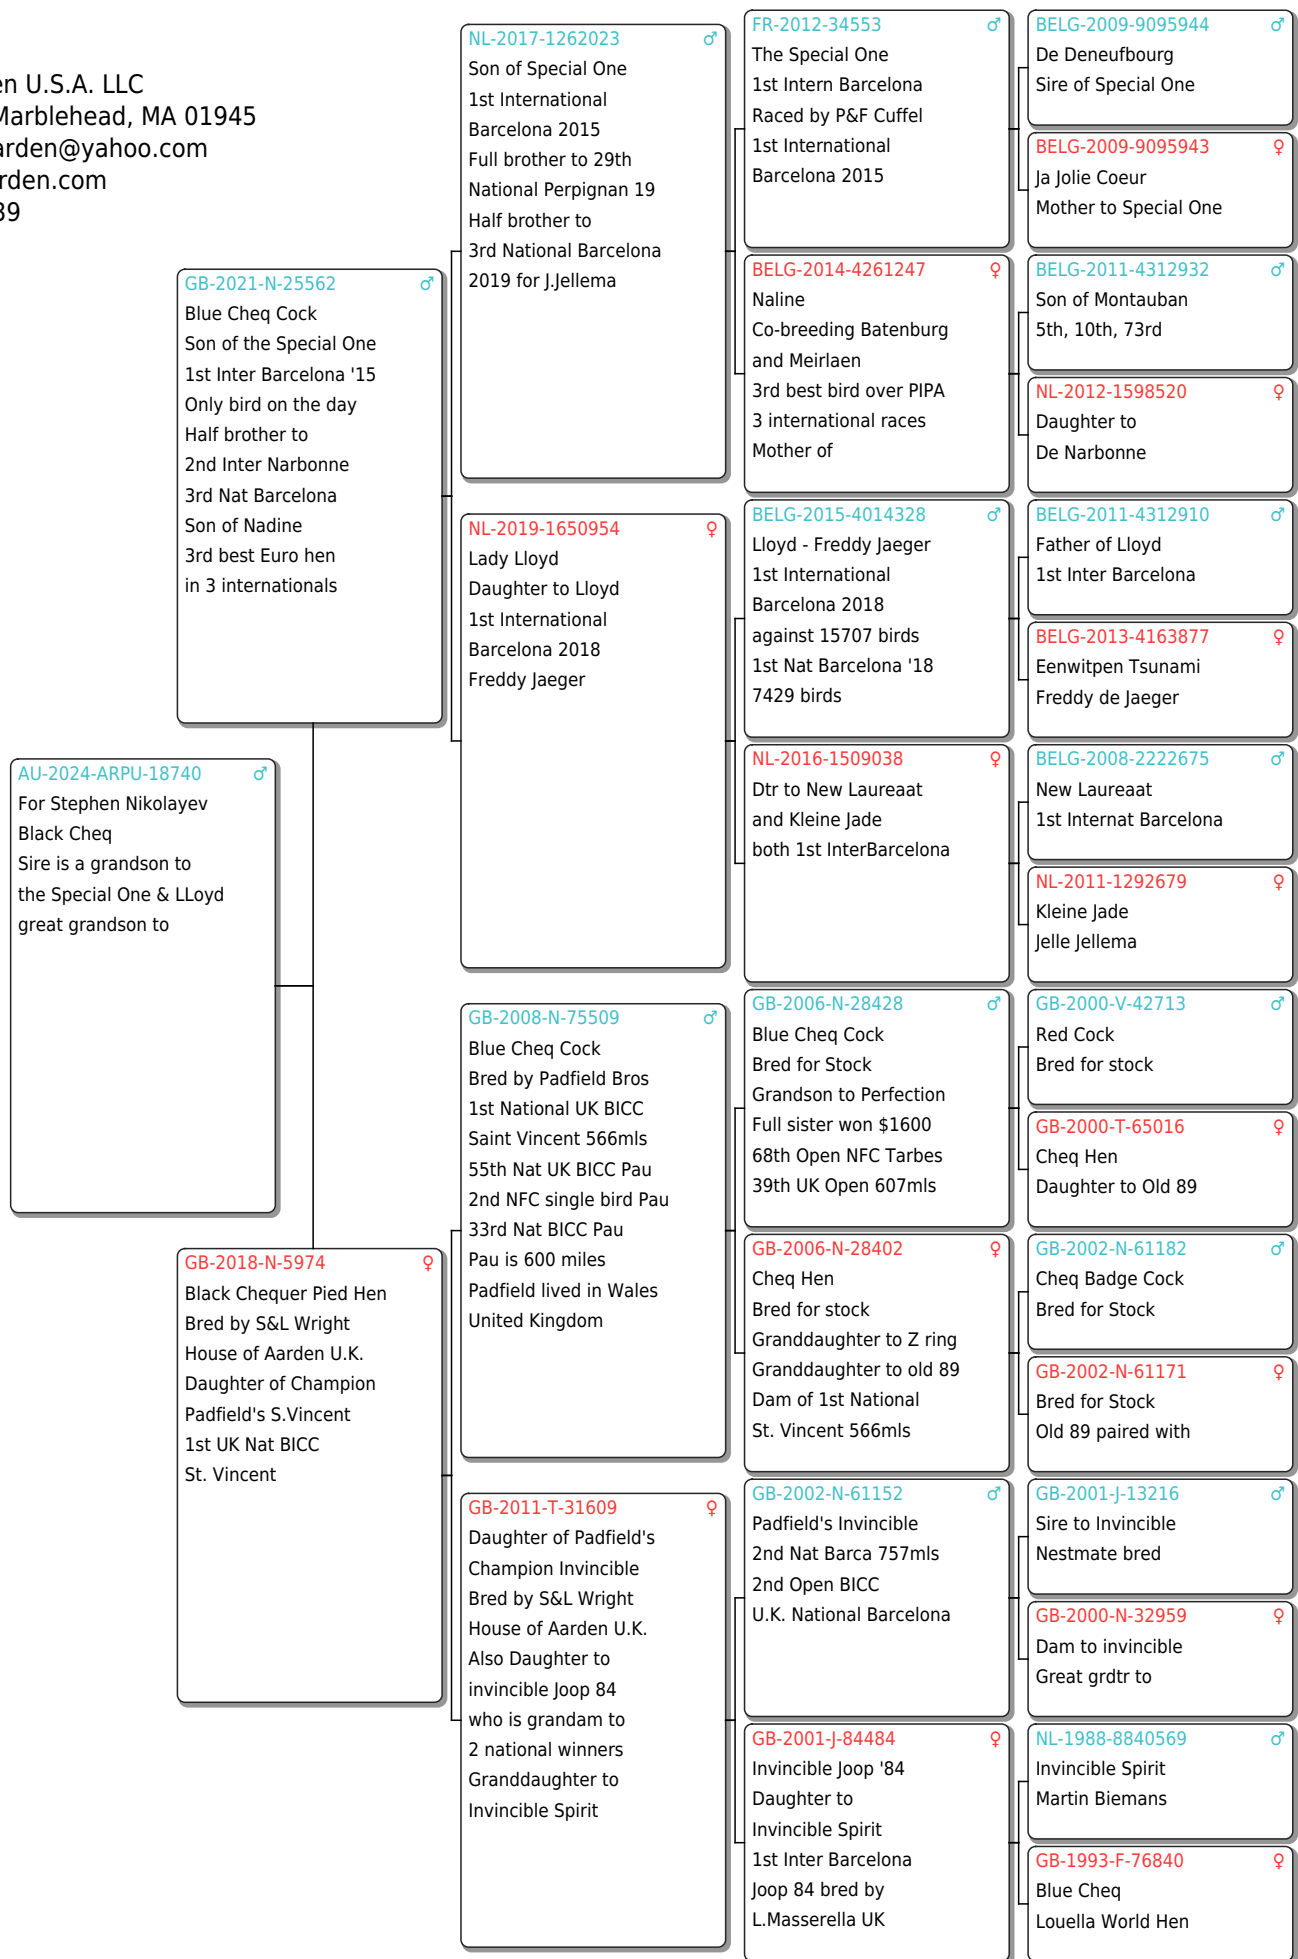 en U.S.A. LLC
Marblehead, MA 01945
arden@yahoo.com
rden.com
39
AU-2024-ARPU-18740 ♂
For Stephen Nikolayev
Black Cheq
Sire is a grandson to
the Special One & LLoyd
great grandson to
GB-2021-N-25562 ♂
Blue Cheq Cock
Son of the Special One
1st Inter Barcelona '15
Only bird on the day
Half brother to
2nd Inter Narbonne
3rd Nat Barcelona
Son of Nadine
3rd best Euro hen
in 3 internationals
GB-2018-N-5974 ♀
Black Chequer Pied Hen
Bred by S&L Wright
House of Aarden U.K.
Daughter of Champion
Padfield's S.Vincent
1st UK Nat BICC
St. Vincent
NL-2017-1262023 ♂
Son of Special One
1st International
Barcelona 2015
Full brother to 29th
National Perpignan 19
Half brother to
3rd National Barcelona
2019 for J.Jellema
NL-2019-1650954 ♀
Lady Lloyd
Daughter to Lloyd
1st International
Barcelona 2018
Freddy Jaeger
GB-2008-N-75509 ♂
Blue Cheq Cock
Bred by Padfield Bros
1st National UK BICC
Saint Vincent 566mls
55th Nat UK BICC Pau
2nd NFC single bird Pau
33rd Nat BICC Pau
Pau is 600 miles
Padfield lived in Wales
United Kingdom
GB-2011-T-31609 ♀
Daughter of Padfield's
Champion Invincible
Bred by S&L Wright
House of Aarden U.K.
Also Daughter to
invincible Joop 84
who is grandam to
2 national winners
Granddaughter to
Invincible Spirit
FR-2012-34553 ♂
The Special One
1st Intern Barcelona
Raced by P&F Cuffel
1st International
Barcelona 2015
BELG-2014-4261247 ♀
Naline
Co-breeding Batenburg
and Meirlaen
3rd best bird over PIPA
3 international races
Mother of
BELG-2015-4014328 ♂
Lloyd - Freddy Jaeger
1st International
Barcelona 2018
against 15707 birds
1st Nat Barcelona '18
7429 birds
NL-2016-1509038 ♀
Dtr to New Laureaat
and Kleine Jade
both 1st InterBarcelona
GB-2006-N-28428 ♂
Blue Cheq Cock
Bred for Stock
Grandson to Perfection
Full sister won $1600
68th Open NFC Tarbes
39th UK Open 607mls
GB-2006-N-28402 ♀
Cheq Hen
Bred for stock
Granddaughter to Z ring
Granddaughter to old 89
Dam of 1st National
St. Vincent 566mls
GB-2002-N-61152 ♂
Padfield's Invincible
2nd Nat Barca 757mls
2nd Open BICC
U.K. National Barcelona
GB-2001-J-84484 ♀
Invincible Joop '84
Daughter to
Invincible Spirit
1st Inter Barcelona
Joop 84 bred by
L.Masserella UK
BELG-2009-9095944 ♂
De Deneufbourg
Sire of Special One
BELG-2009-9095943 ♀
Ja Jolie Coeur
Mother to Special One
BELG-2011-4312932 ♂
Son of Montauban
5th, 10th, 73rd
NL-2012-1598520 ♀
Daughter to
De Narbonne
BELG-2011-4312910 ♂
Father of Lloyd
1st Inter Barcelona
BELG-2013-4163877 ♀
Eenwitpen Tsunami
Freddy de Jaeger
BELG-2008-2222675 ♂
New Laureaat
1st Internat Barcelona
NL-2011-1292679 ♀
Kleine Jade
Jelle Jellema
GB-2000-V-42713 ♂
Red Cock
Bred for stock
GB-2000-T-65016 ♀
Cheq Hen
Daughter to Old 89
GB-2002-N-61182 ♂
Cheq Badge Cock
Bred for Stock
GB-2002-N-61171 ♀
Bred for Stock
Old 89 paired with
GB-2001-J-13216 ♂
Sire to Invincible
Nestmate bred
GB-2000-N-32959 ♀
Dam to invincible
Great grdtr to
NL-1988-8840569 ♂
Invincible Spirit
Martin Biemans
GB-1993-F-76840 ♀
Blue Cheq
Louella World Hen